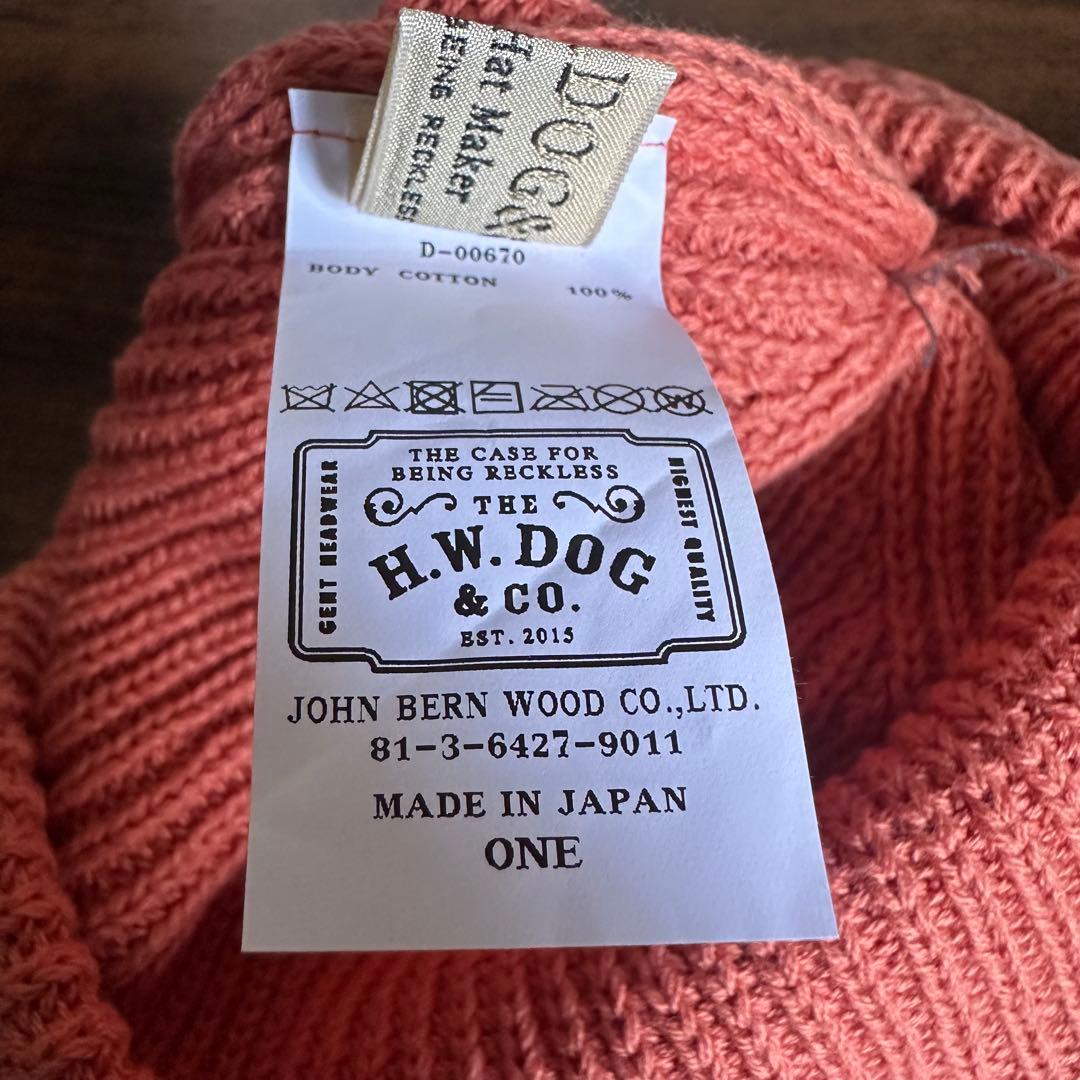 DOG&
Hat Maker
BEING RECKLESS
D-00670
BODY COTTON 100%
THE CASE FOR
BEING RECKLESS
GENT HEADWEAR
THE
H.W.DOG
& CO.
EST. 2015
HIGHEST QUALITY
JOHN BERN WOOD CO.,LTD.
81-3-6427-9011
MADE IN JAPAN
ONE